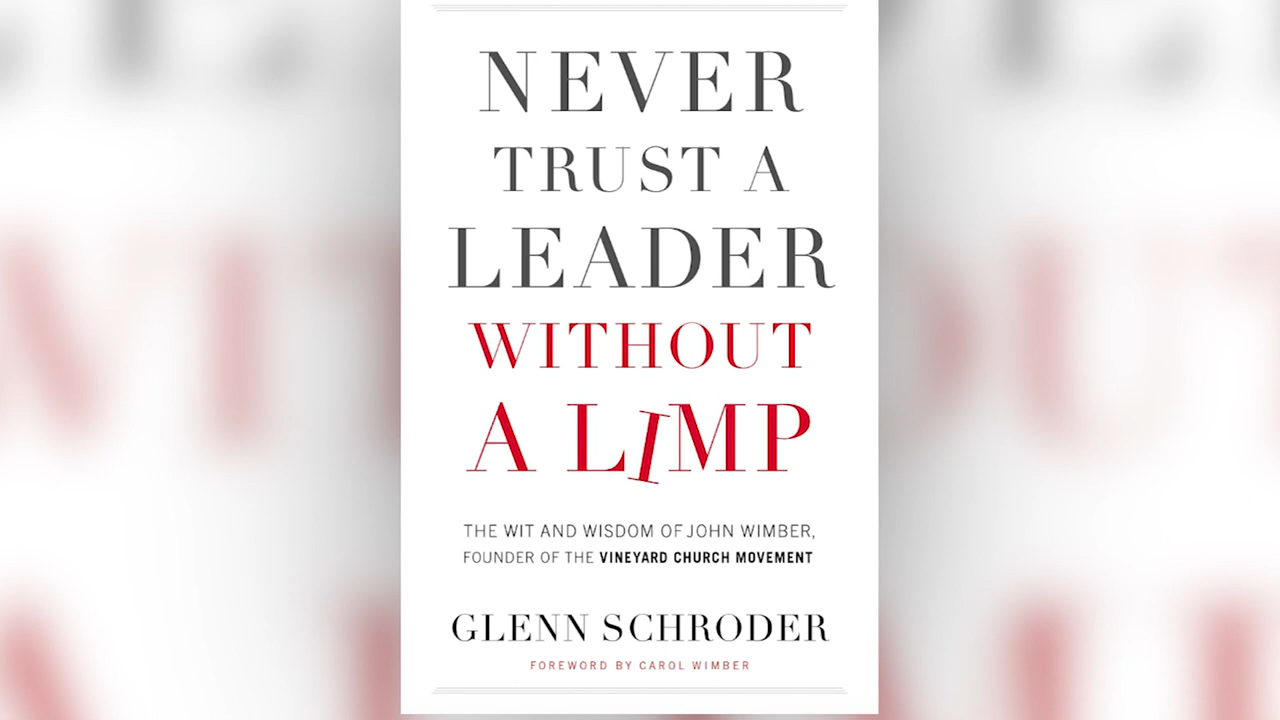 NEVER
TRUST A
LEADER
WITHOUT
A LIMP
THE WIT AND WISDOM OF JOHN WIMBER,
FOUNDER OF THE VINEYARD CHURCH MOVEMENT
GLENN SCHRODER
FOREWORD BY CAROL WIMBER